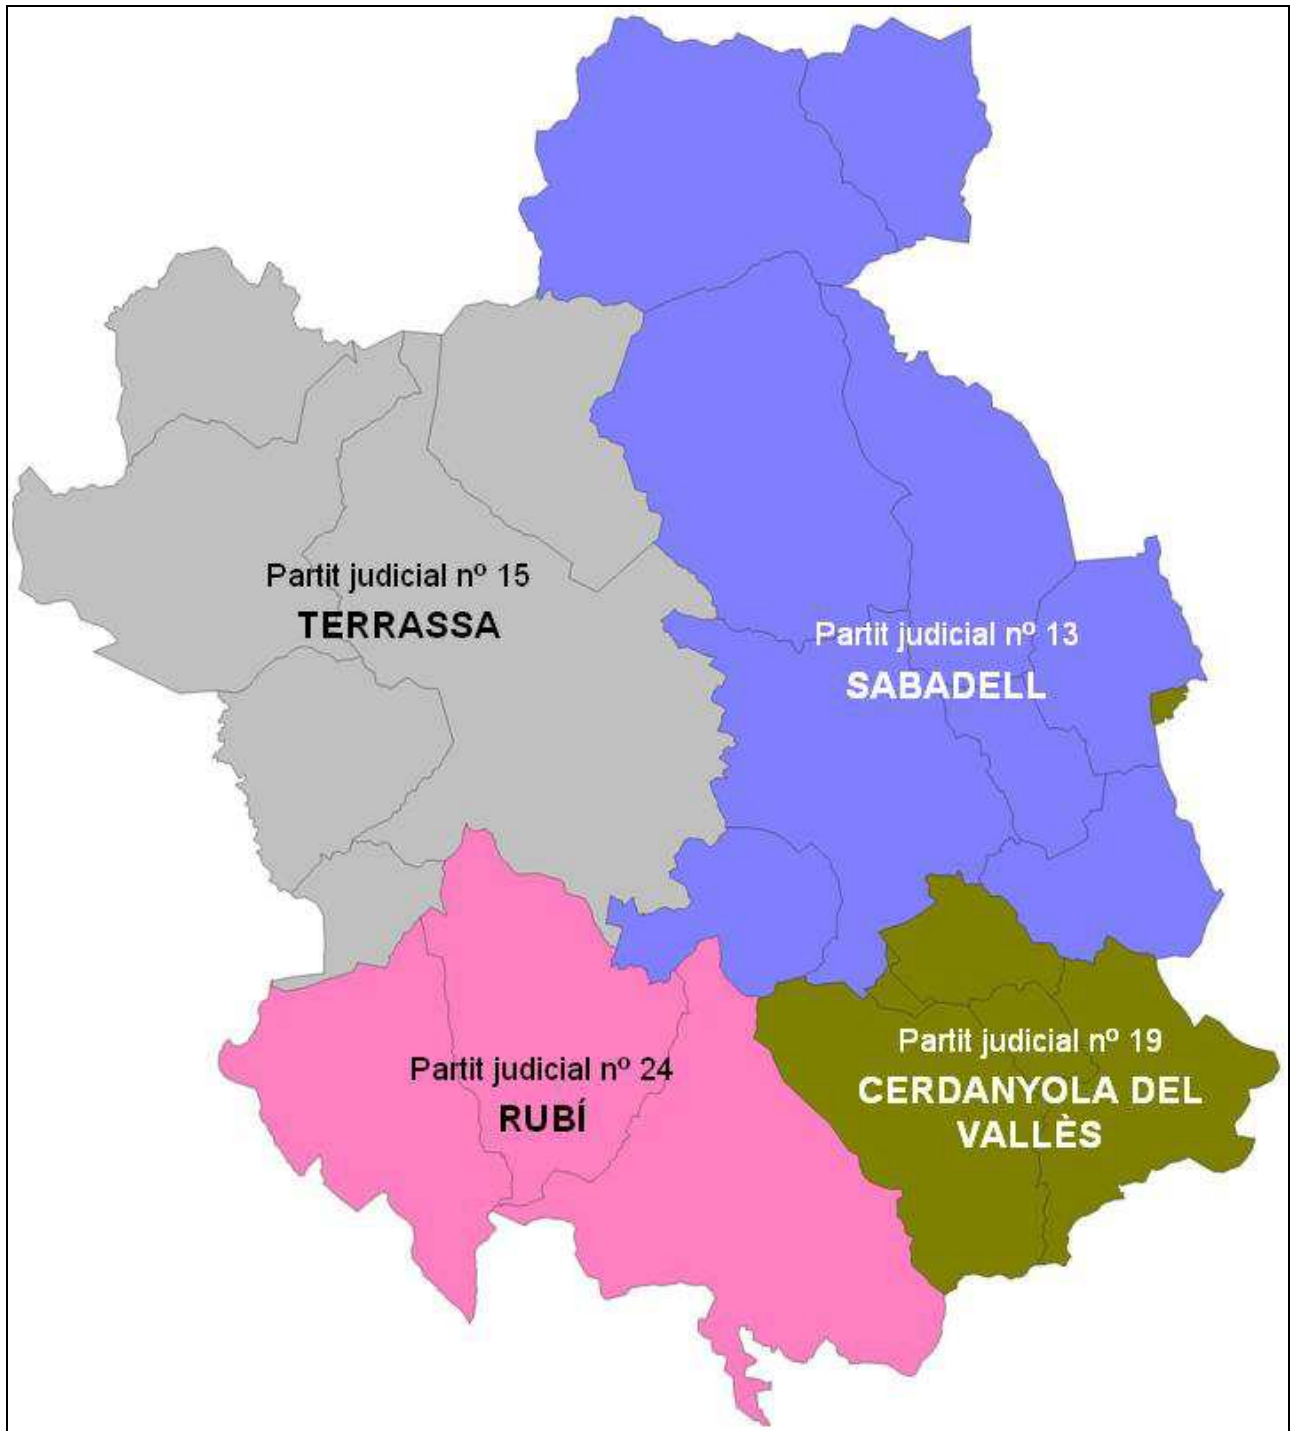 Partit judicial nº 15
TERRASSA
Partit judicial nº 13
SABADELL
Partit judicial nº 19
CERDANYOLA DEL
VALLÈS
Partit judicial nº 24
RUBÍ